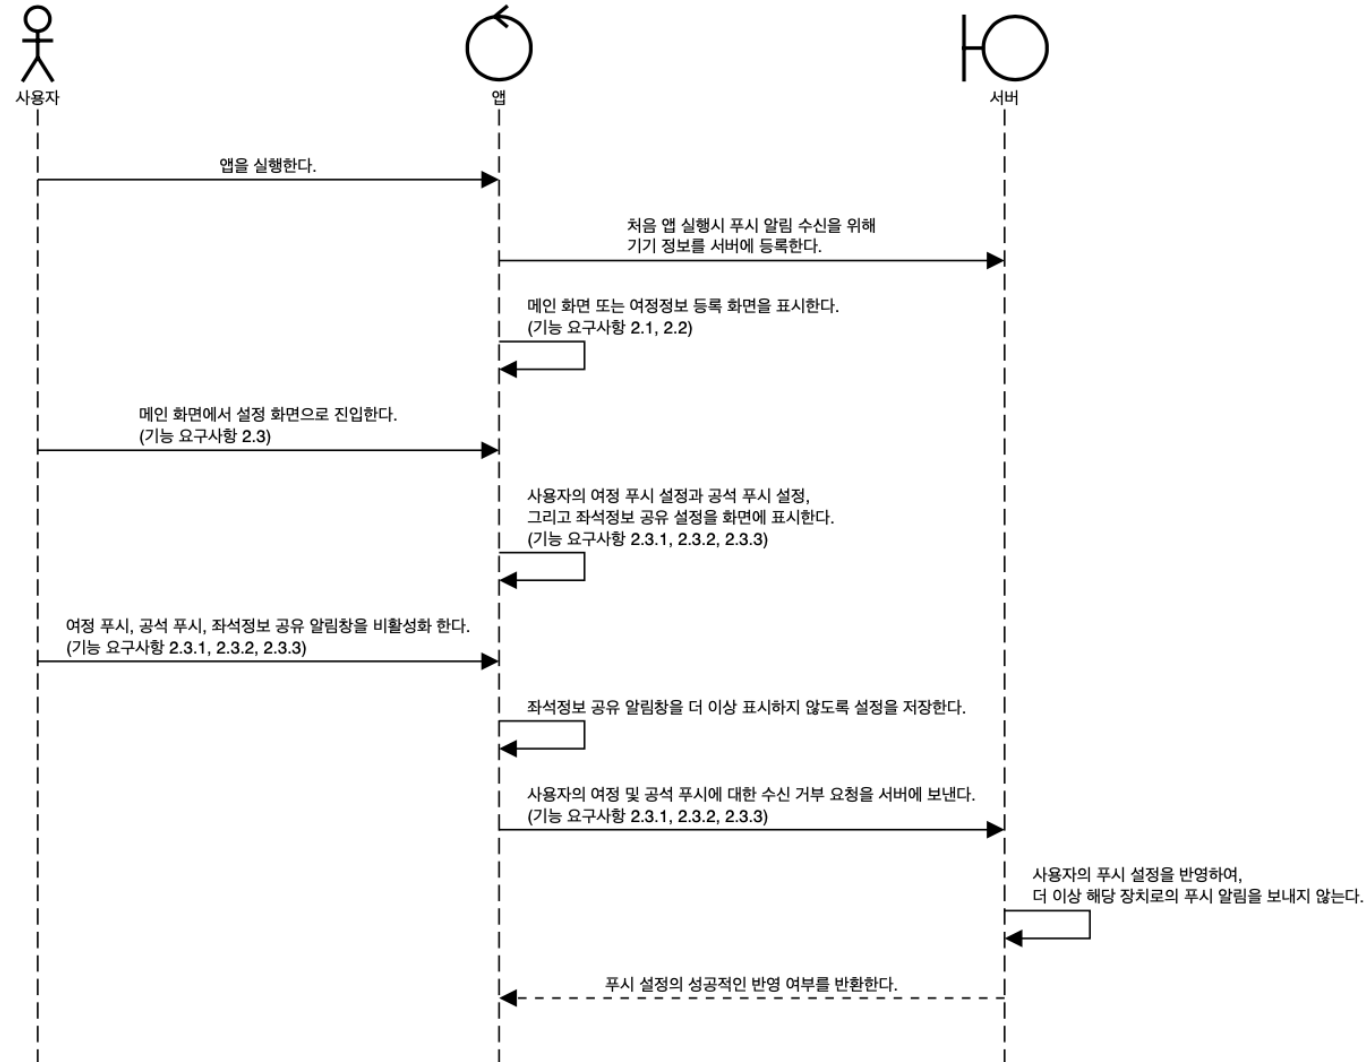 사용자
앱
서버
앱을 실행한다.
처음 앱 실행시 푸시 알림 수신을 위해
기기 정보를 서버에 등록한다.
메인 화면 또는 여정정보 등록 화면을 표시한다.
(기능 요구사항 2.1, 2.2)
메인 화면에서 설정 화면으로 진입한다.
(기능 요구사항 2.3)
사용자의 여정 푸시 설정과 공석 푸시 설정,
그리고 좌석정보 공유 설정을 화면에 표시한다.
(기능 요구사항 2.3.1, 2.3.2, 2.3.3)
여정 푸시, 공석 푸시, 좌석정보 공유 알림창을 비활성화 한다.
(기능 요구사항 2.3.1, 2.3.2, 2.3.3)
좌석정보 공유 알림창을 더 이상 표시하지 않도록 설정을 저장한다.
사용자의 여정 및 공석 푸시에 대한 수신 거부 요청을 서버에 보낸다.
(기능 요구사항 2.3.1, 2.3.2, 2.3.3)
사용자의 푸시 설정을 반영하여,
더 이상 해당 장치로의 푸시 알림을 보내지 않는다.
푸시 설정의 성공적인 반영 여부를 반환한다.